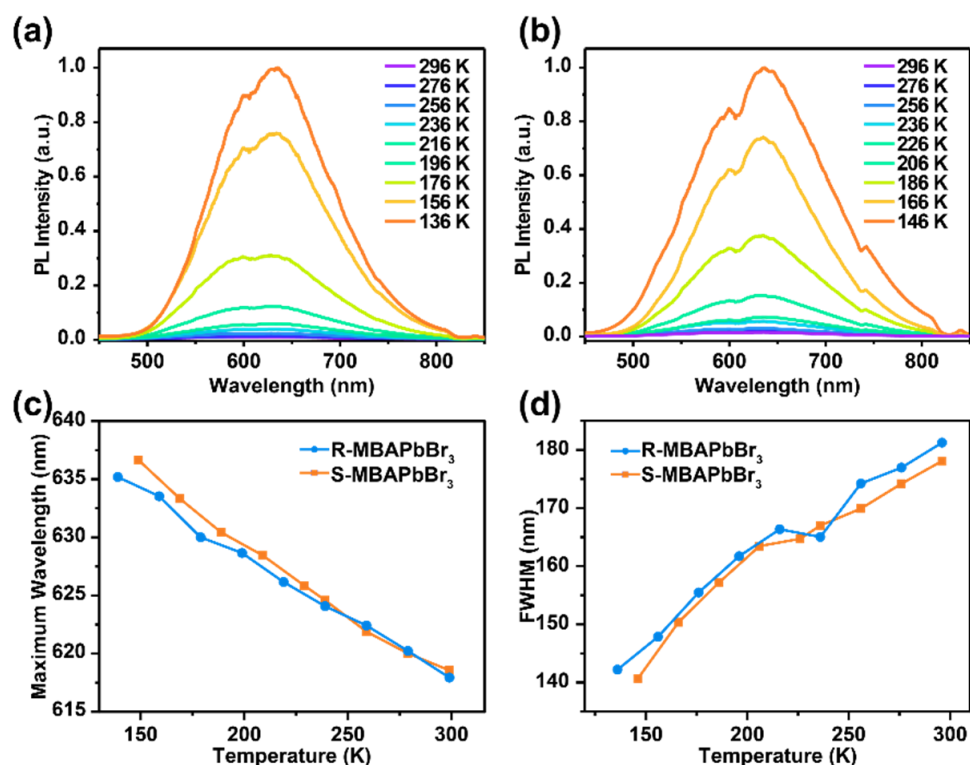 (a)
PL Intensity (a.u.)
1.0
0.8
0.6
0.4
0.2
0.0
500
600
700
800
Wavelength (nm)
296 K
276 K
256 K
236 K
216 K
196 K
176 K
156 K
136 K
(b)
PL Intensity (a.u.)
1.0
0.8
0.6
0.4
0.2
0.0
500
600
700
800
Wavelength (nm)
296 K
276 K
256 K
236 K
226 K
206 K
186 K
166 K
146 K
(c)
Maximum Wavelength (nm)
640
635
630
625
620
615
150
200
250
300
Temperature (K)
R-MBAPbBr₃
S-MBAPbBr₃
(d)
FWHM (nm)
180
170
160
150
140
150
200
250
300
Temperature (K)
R-MBAPbBr₃
S-MBAPbBr₃